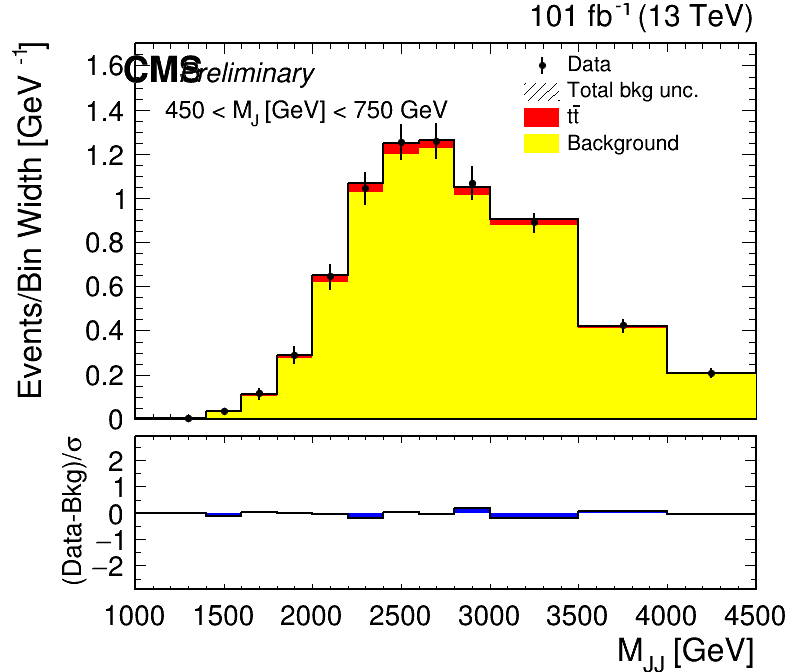 101 fb⁻¹ (13 TeV)
CMS Preliminary
450 < M_J [GeV] < 750 GeV
Data
Total bkg unc.
tt̄
Background
Events/Bin Width [GeV⁻¹]
1.6
1.4
1.2
1
0.8
0.6
0.4
0.2
0
(Data-Bkg)/σ
2
1
0
−1
−2
1000 1500 2000 2500 3000 3500 4000 4500
M_JJ [GeV]